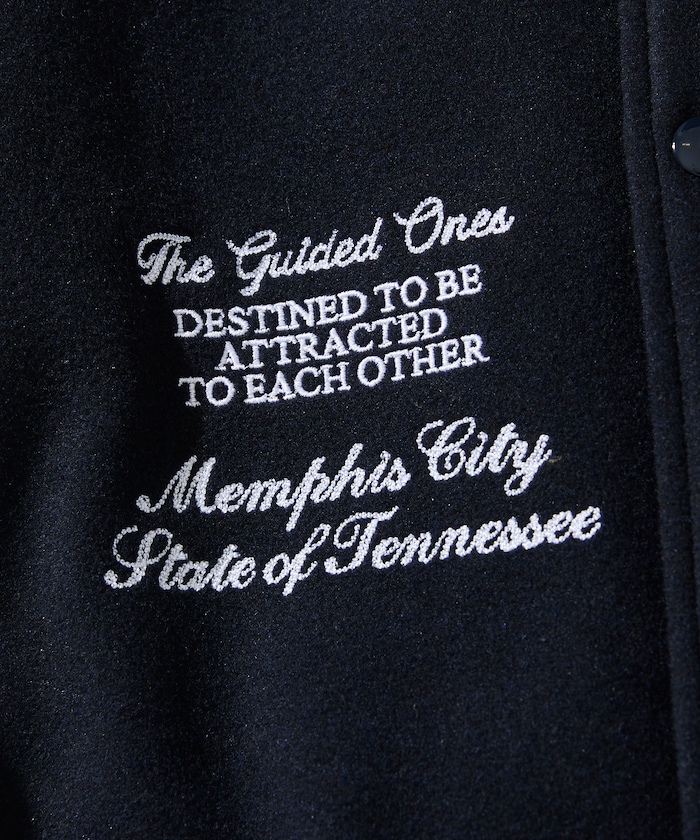 The Guided Ones
DESTINED TO BE
ATTRACTED
TO EACH OTHER
Memphis City
State of Tennessee